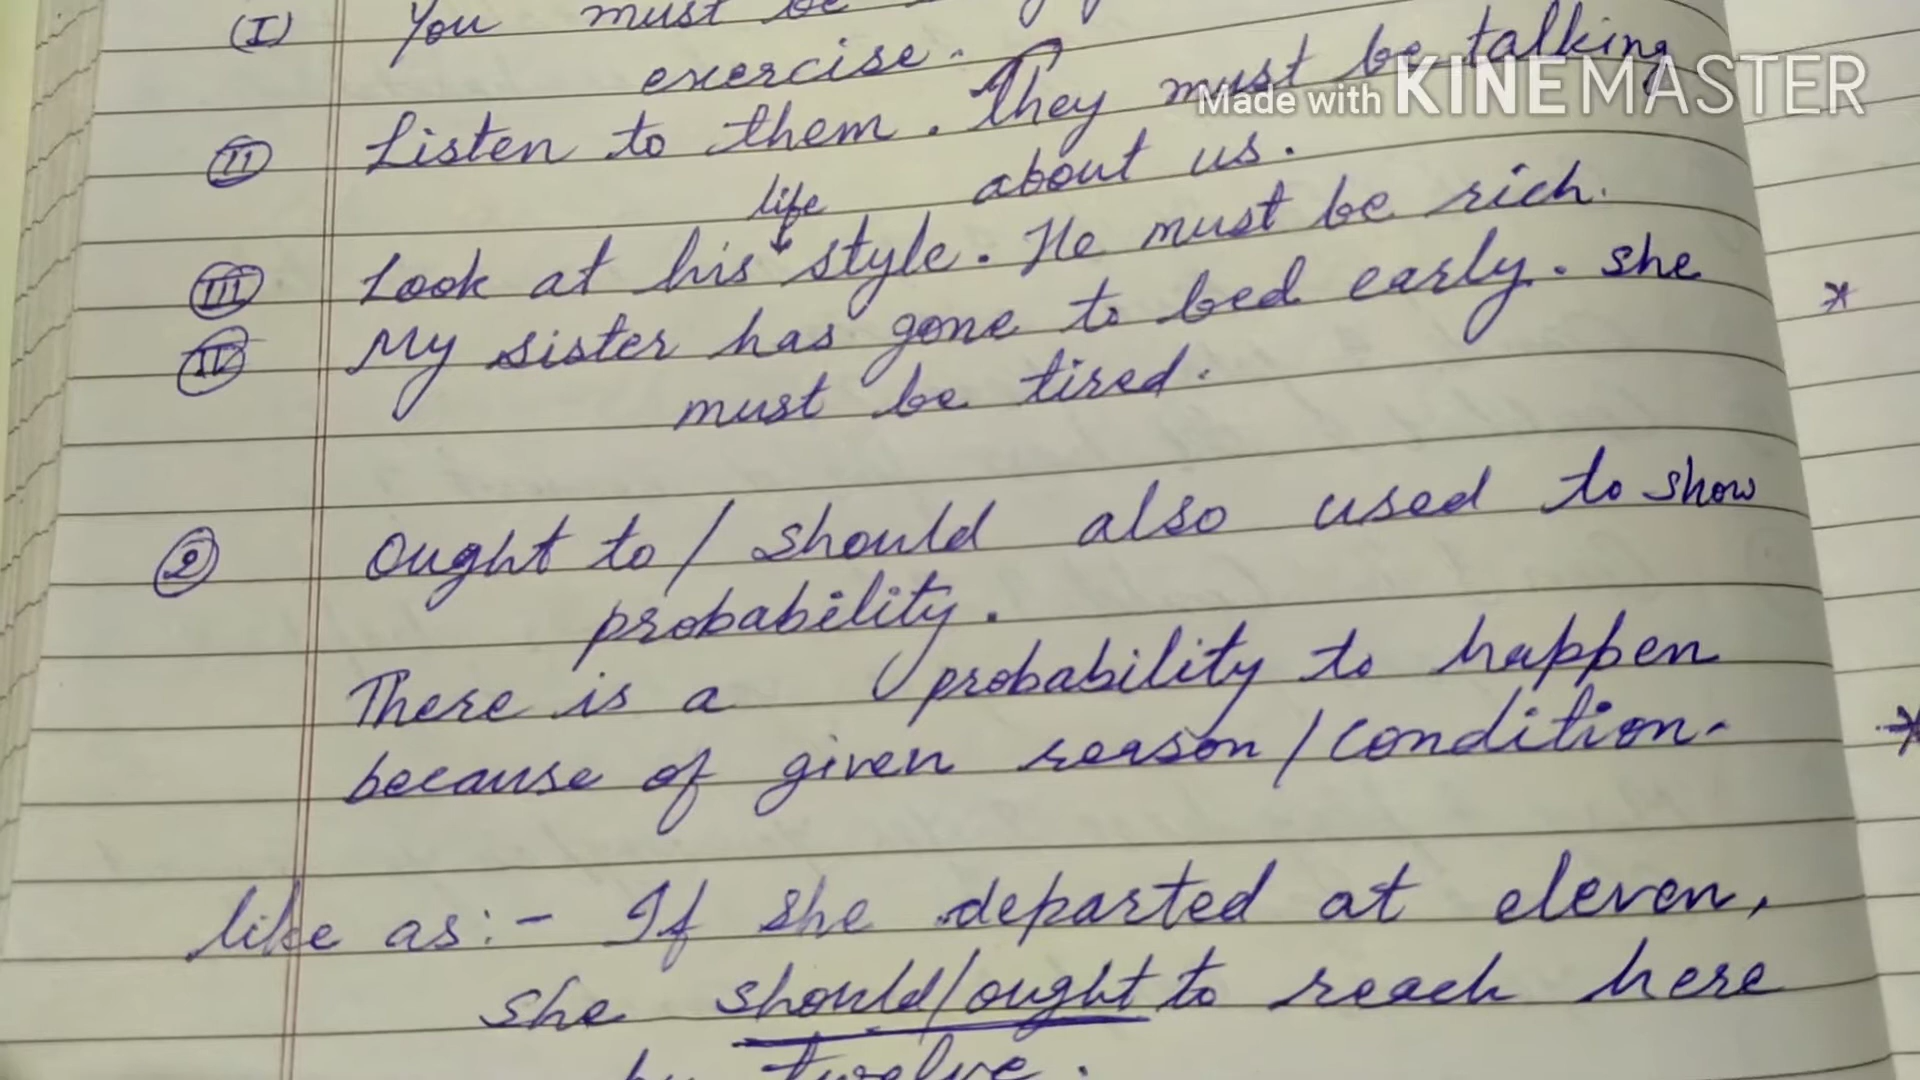 (I) You must be
exercise.
(II) Listen to them. They must be talking
about us.
life
(III) Look at his style. He must be rich.
(IV) My sister has gone to bed early. she
must be tired.
(2) Ought to / should also used to show
probability.
There is a probability to happen
because of given reason / condition.
like as:- If she departed at eleven,
she should/ought to reach here
by twelve.
Made with KINEMASTER